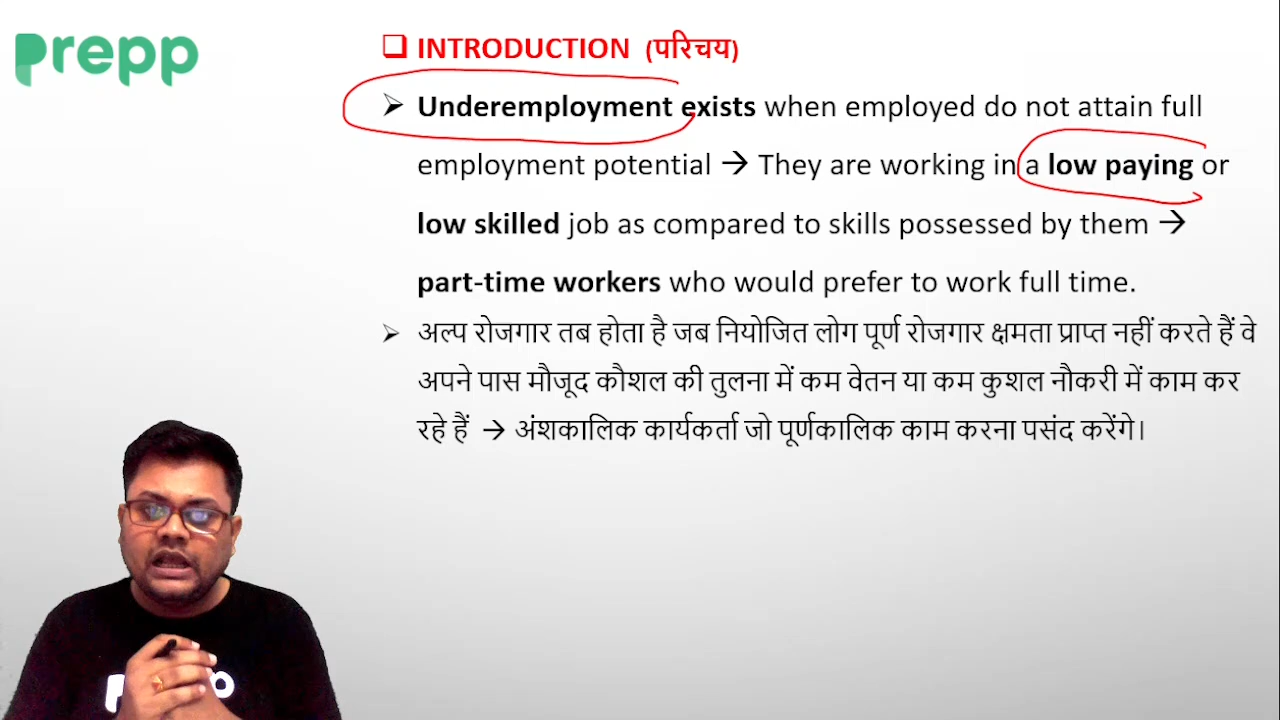 prepp
❑ INTRODUCTION (परिचय)
➢ Underemployment exists when employed do not attain full
employment potential → They are working in a low paying or
low skilled job as compared to skills possessed by them →
part-time workers who would prefer to work full time.
➢ अल्प रोजगार तब होता है जब नियोजित लोग पूर्ण रोजगार क्षमता प्राप्त नहीं करते हैं वे
अपने पास मौजूद कौशल की तुलना में कम वेतन या कम कुशल नौकरी में काम कर
रहे हैं → अंशकालिक कार्यकर्ता जो पूर्णकालिक काम करना पसंद करेंगे।